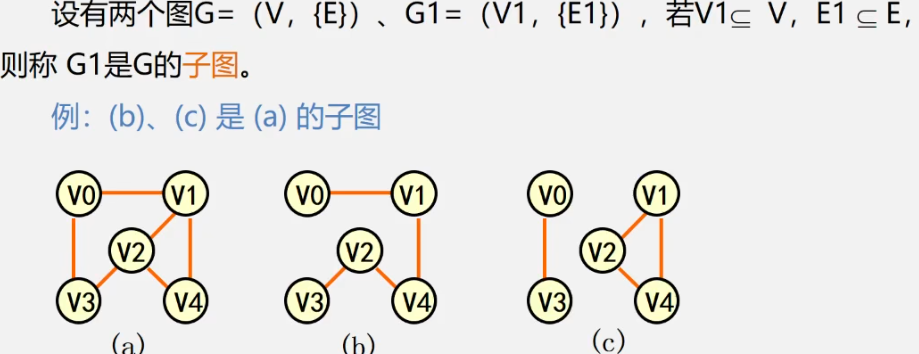 设有两个图G=（V，{E}）、G1=（V1，{E1}），若V1⊆ V，E1 ⊆ E，
则称 G1是G的子图。
例：(b)、(c) 是 (a) 的子图
V0 V1 V0 V1 V0 V1
V2 V2 V2
V3 V4 V3 V4 V3 V4
(a) (b) (c)